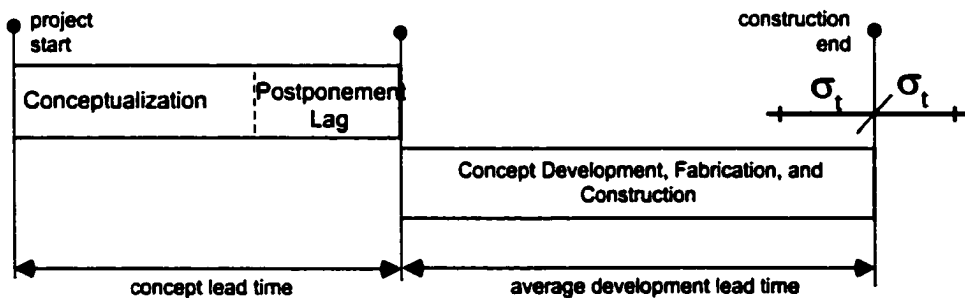 project
start
construction
end
Conceptualization
Postponement
Lag
σt
σt
Concept Development, Fabrication, and
Construction
concept lead time
average development lead time